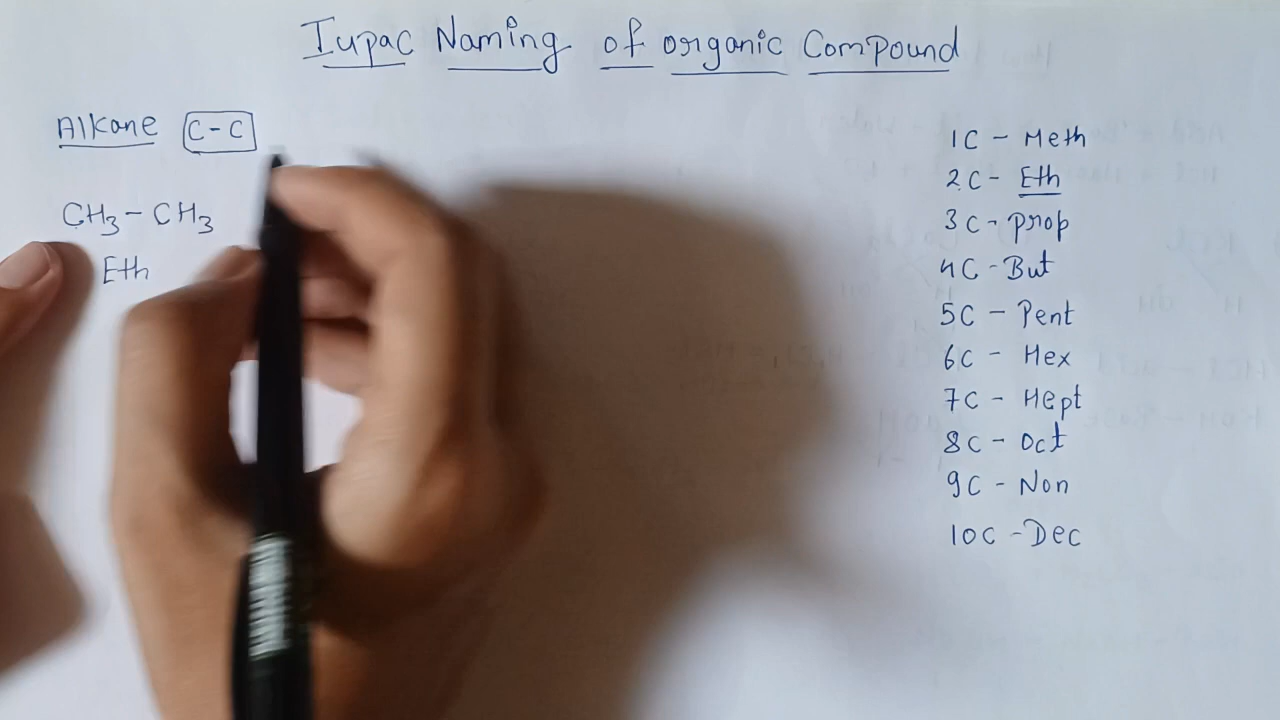 Iupac Naming of organic Compound
Alkane C-C
CH3-CH3
Eth
1C - Meth
2C - Eth
3C - prop
4C - But
5C - Pent
6C - Hex
7C - Hept
8C - Oct
9C - Non
10C - Dec